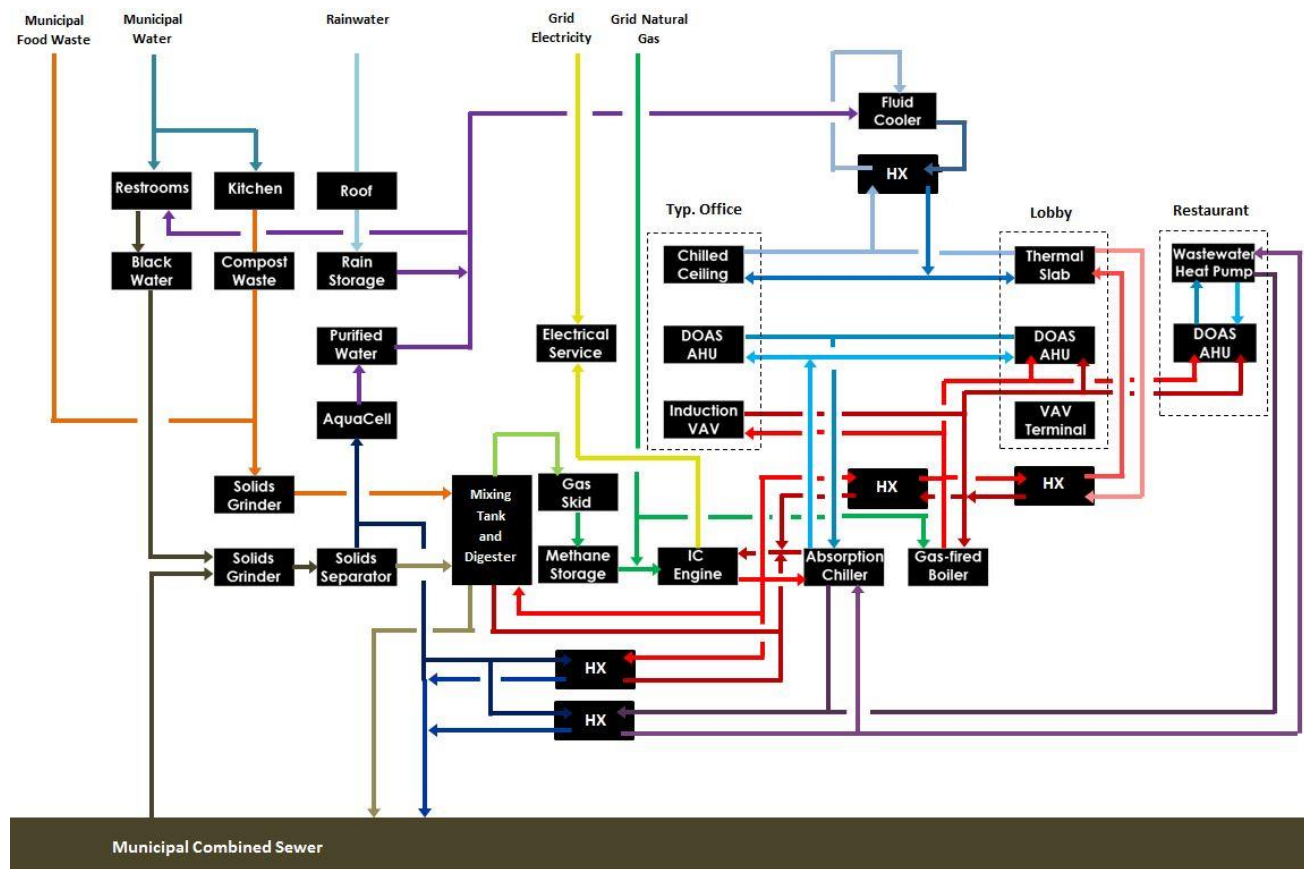 Municipal
Food Waste
Municipal
Water
Rainwater
Grid
Electricity
Grid Natural
Gas
Fluid
Cooler
HX
Restrooms
Kitchen
Roof
Typ. Office
Lobby
Restaurant
Black
Water
Compost
Waste
Rain
Storage
Chilled
Ceiling
Thermal
Slab
Wastewater
Heat Pump
Purified
Water
Electrical
Service
DOAS
AHU
DOAS
AHU
DOAS
AHU
AquaCell
Induction
VAV
VAV
Terminal
Solids
Grinder
Mixing
Tank
and
Digester
Gas
Skid
HX
HX
Solids
Grinder
Solids
Separator
Methane
Storage
IC
Engine
Absorption
Chiller
Gas-fired
Boiler
HX
HX
Municipal Combined Sewer